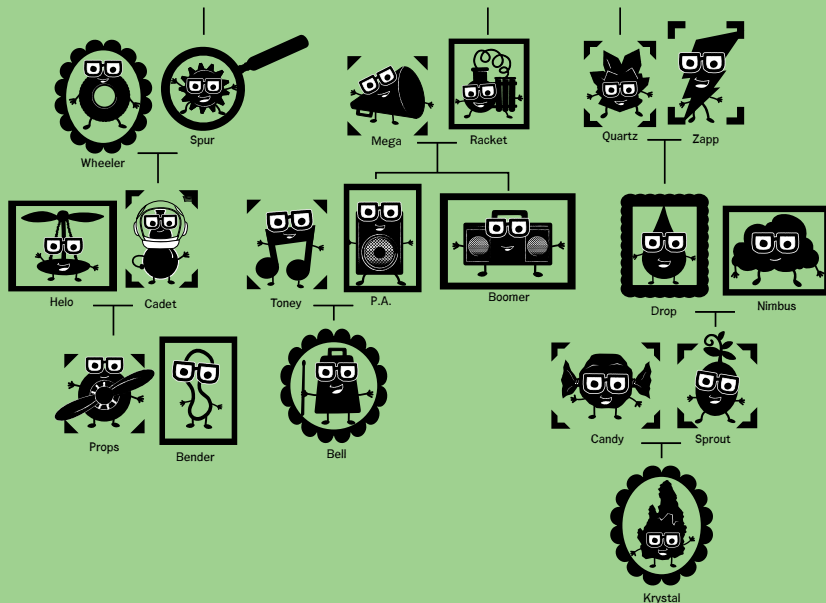 Wheeler
Spur
Mega
Racket
Quartz
Zapp
Helo
Cadet
Toney
P.A.
Boomer
Drop
Nimbus
Props
Bender
Bell
Candy
Sprout
Krystal